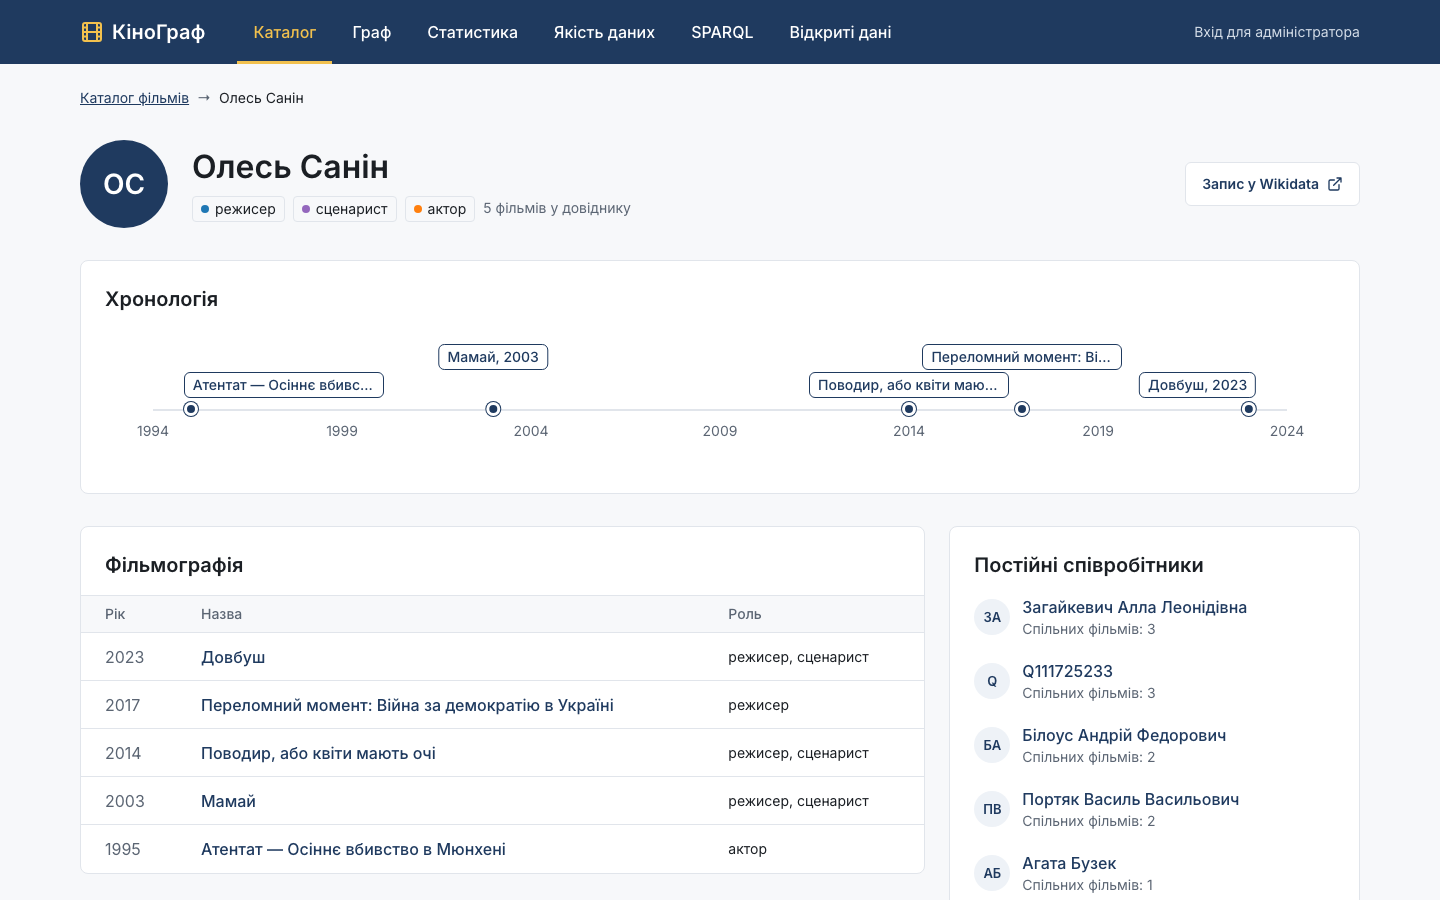 КіноГраф
Каталог
Граф
Статистика
Якість даних
SPARQL
Відкриті дані
Вхід для адміністратора
Каталог фільмів → Олесь Санін
ОС
Олесь Санін
режисер
сценарист
актор
5 фільмів у довіднику
Запис у Wikidata
Хронологія
Мамай, 2003
Переломний момент: Ві…
Атентат — Осіннє вбивс…
Поводир, або квіти маю…
Довбуш, 2023
1994
1999
2004
2009
2014
2019
2024
Фільмографія
Рік
Назва
Роль
2023
Довбуш
режисер, сценарист
2017
Переломний момент: Війна за демократію в Україні
режисер
2014
Поводир, або квіти мають очі
режисер, сценарист
2003
Мамай
режисер, сценарист
1995
Атентат — Осіннє вбивство в Мюнхені
актор
Постійні співробітники
ЗА
Загайкевич Алла Леонідівна
Спільних фільмів: 3
Q
Q111725233
Спільних фільмів: 3
БА
Білоус Андрій Федорович
Спільних фільмів: 2
ПВ
Портяк Василь Васильович
Спільних фільмів: 2
АБ
Агата Бузек
Спільних фільмів: 1